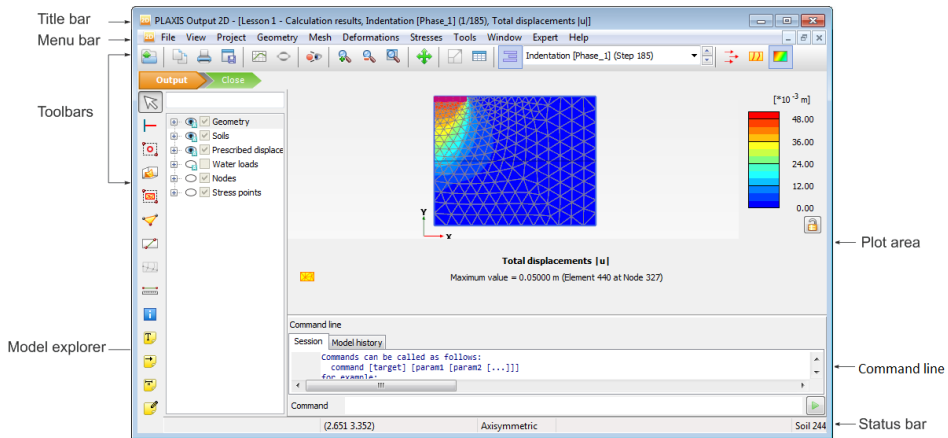 Title bar
PLAXIS Output 2D - [Lesson 1 - Calculation results, Indentation [Phase_1] (1/185), Total displacements |u|]
Menu bar
File View Project Geometry Mesh Deformations Stresses Tools Window Expert Help
Indentation [Phase_1] (Step 185)
Output Close
Toolbars
Geometry
Soils
Prescribed displace
Water loads
Nodes
Stress points
[*10⁻³ m]
48.00
36.00
24.00
12.00
0.00
Y
X
Plot area
Total displacements |u|
Maximum value = 0.05000 m (Element 440 at Node 327)
Model explorer
Command line
Session Model history
Commands can be called as follows:
command [target] [param1 [param2 [...]]]
for example:
Command line
Command
(2.651 3.352) Axisymmetric Soil 244
Status bar